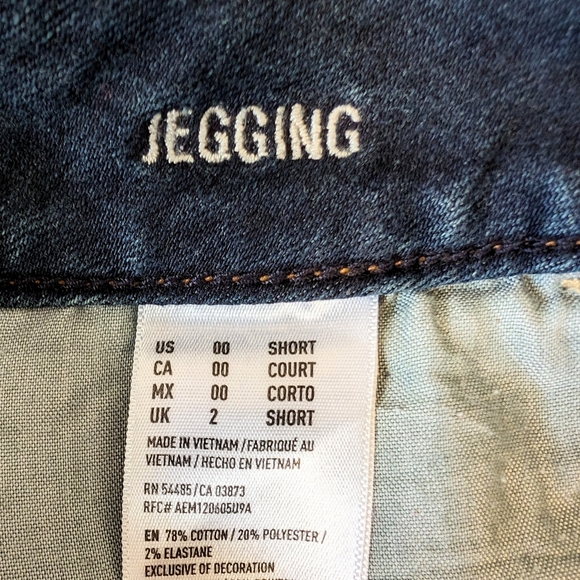 JEGGING
US 00 SHORT
CA 00 COURT
MX 00 CORTO
UK 2 SHORT
MADE IN VIETNAM / FABRIQUÉ AU
VIETNAM / HECHO EN VIETNAM
RN 54485 / CA 03873
RFC# AEM120605U9A
EN 78% COTTON / 20% POLYESTER /
2% ELASTANE
EXCLUSIVE OF DECORATION